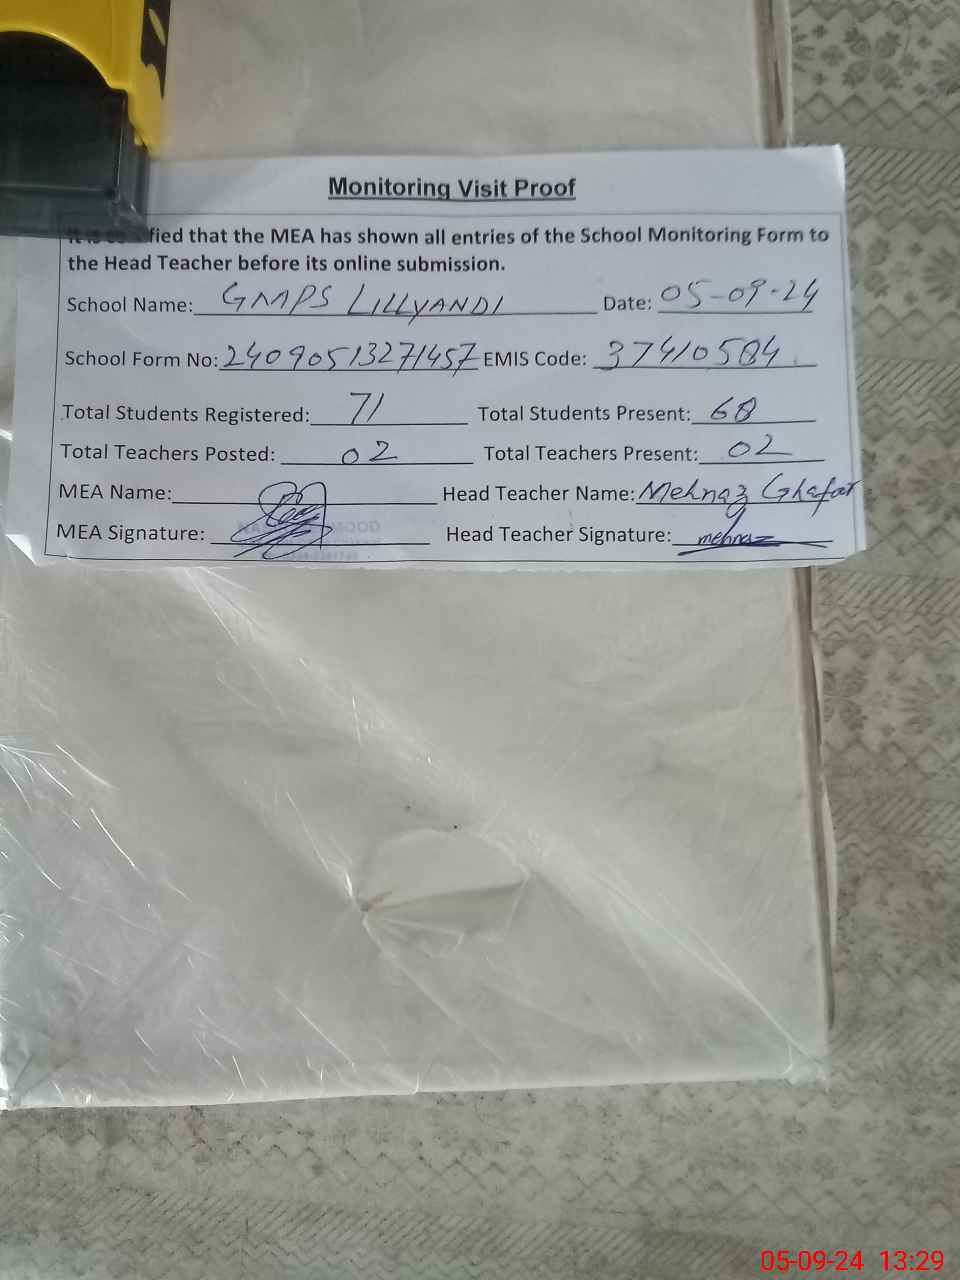 Monitoring Visit Proof
fied that the MEA has shown all entries of the School Monitoring Form to
the Head Teacher before its online submission.
School Name: GMPS LILLYANDI Date: 05-09-24
School Form No: 24090513271457 EMIS Code: 37410584
Total Students Registered: 71 Total Students Present: 68
Total Teachers Posted: 02 Total Teachers Present: 02
MEA Name: Head Teacher Name: Mehnaz Ghafar
MEA Signature: Head Teacher Signature: mehnaz
05-09-24 13:29